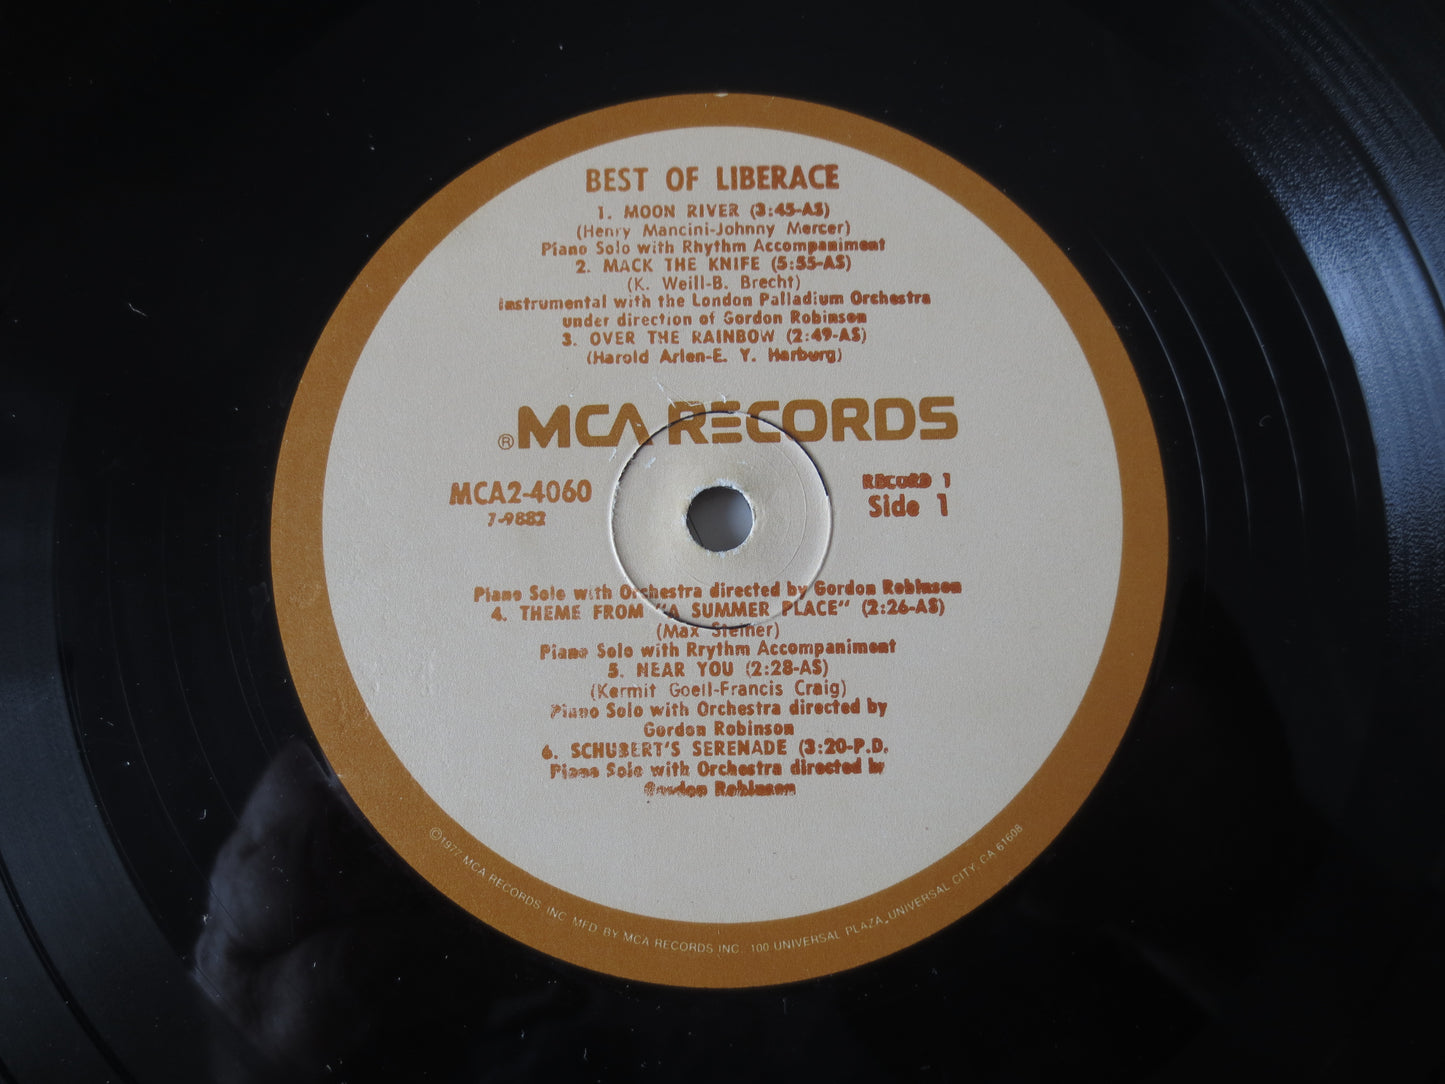 BEST OF LIBERACE
1. MOON RIVER (3:45-AS)
(Henry Mancini-Johnny Mercer)
Piano Solo with Rhythm Accompaniment
2. MACK THE KNIFE (5:55-AS)
(K. Weill-B. Brecht)
Instrumental with the London Palladium Orchestra
under direction of Gordon Robinson
3. OVER THE RAINBOW (2:49-AS)
(Harold Arlen-E. Y. Harburg)
®MCA RECORDS
MCA2-4060
7-9882
RECORD 1
Side 1
Piano Solo with Orchestra directed by Gordon Robinson
4. THEME FROM "A SUMMER PLACE" (2:26-AS)
(Max Steiner)
Piano Solo with Rrythm Accompaniment
5. NEAR YOU (2:28-AS)
(Kermit Goell-Francis Craig)
Piano Solo with Orchestra directed by
Gordon Robinson
6. SCHUBERT'S SERENADE (3:20-P.D.
Piano Solo with Orchestra directed by
Gordon Robinson
©1977 MCA RECORDS, INC. MFD. BY MCA RECORDS INC. 100 UNIVERSAL PLAZA, UNIVERSAL CITY, CA 61608